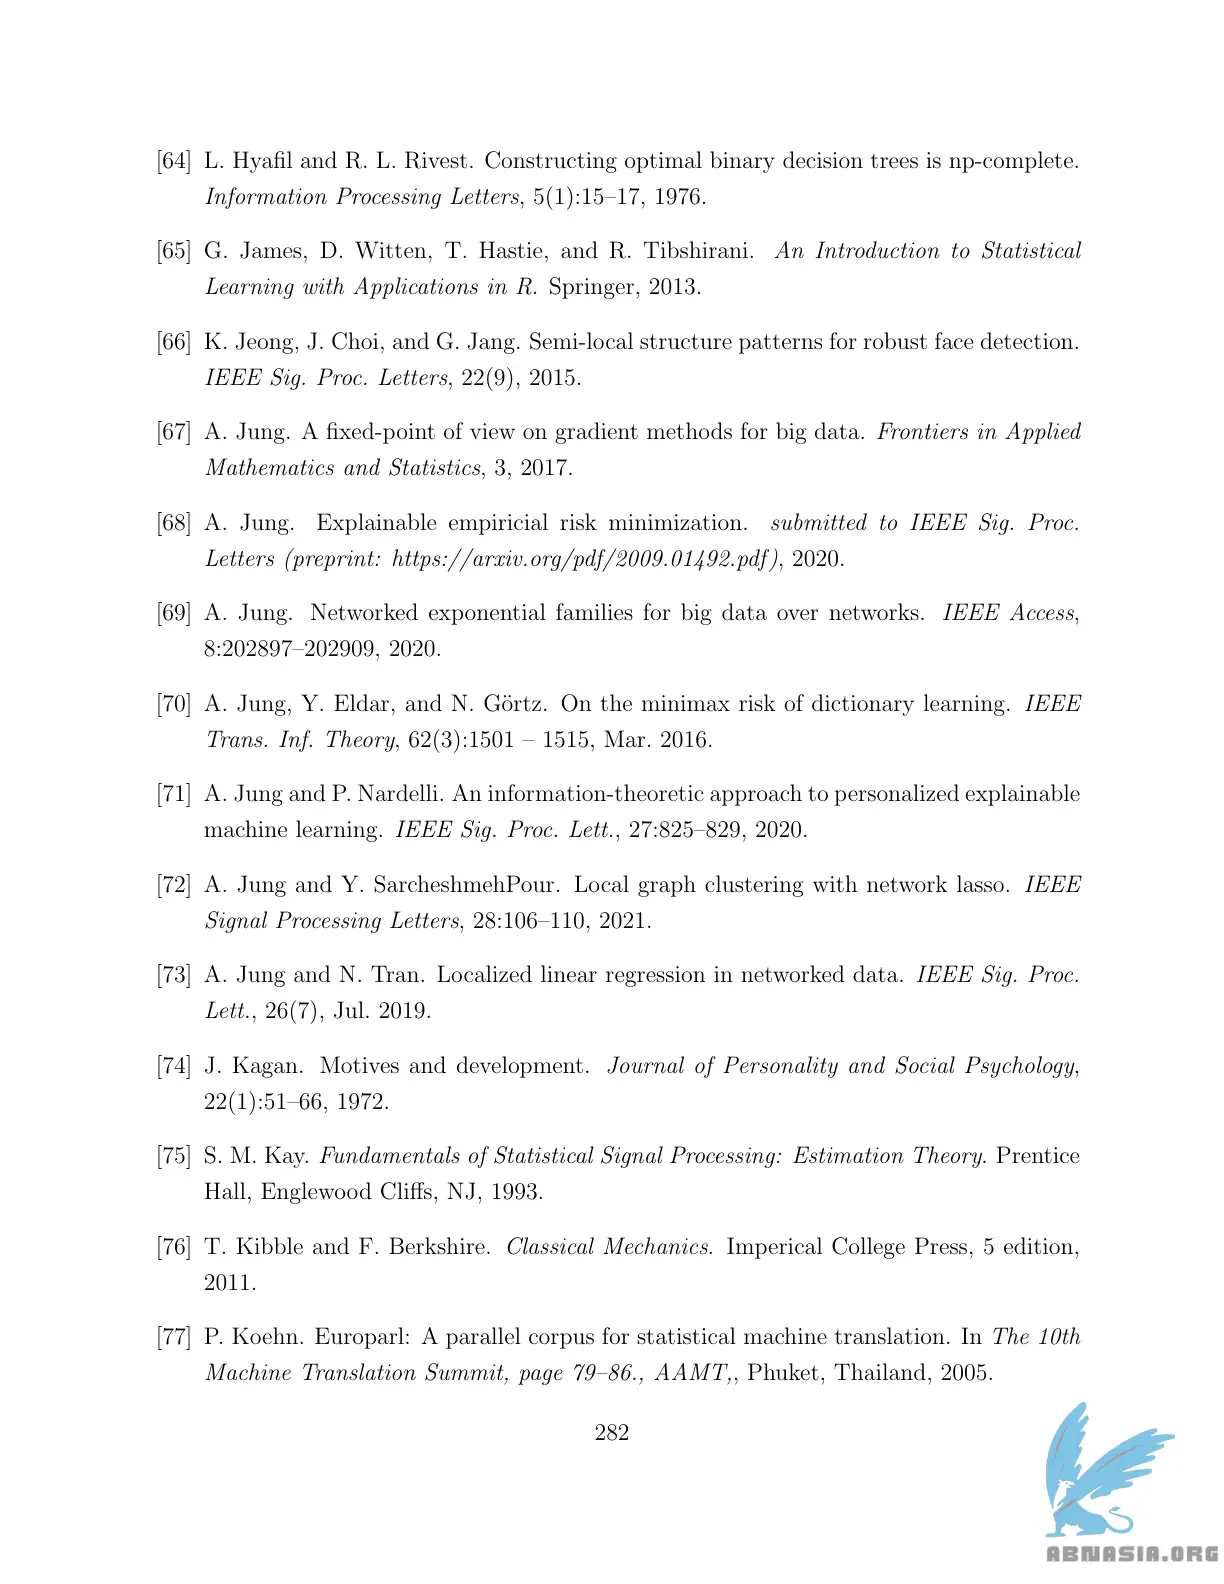 [64] L. Hyafil and R. L. Rivest. Constructing optimal binary decision trees is np-complete.
Information Processing Letters, 5(1):15–17, 1976.
[65] G. James, D. Witten, T. Hastie, and R. Tibshirani. An Introduction to Statistical
Learning with Applications in R. Springer, 2013.
[66] K. Jeong, J. Choi, and G. Jang. Semi-local structure patterns for robust face detection.
IEEE Sig. Proc. Letters, 22(9), 2015.
[67] A. Jung. A fixed-point of view on gradient methods for big data. Frontiers in Applied
Mathematics and Statistics, 3, 2017.
[68] A. Jung. Explainable empiricial risk minimization. submitted to IEEE Sig. Proc.
Letters (preprint: https://arxiv.org/pdf/2009.01492.pdf), 2020.
[69] A. Jung. Networked exponential families for big data over networks. IEEE Access,
8:202897–202909, 2020.
[70] A. Jung, Y. Eldar, and N. Görtz. On the minimax risk of dictionary learning. IEEE
Trans. Inf. Theory, 62(3):1501 – 1515, Mar. 2016.
[71] A. Jung and P. Nardelli. An information-theoretic approach to personalized explainable
machine learning. IEEE Sig. Proc. Lett., 27:825–829, 2020.
[72] A. Jung and Y. SarcheshmehPour. Local graph clustering with network lasso. IEEE
Signal Processing Letters, 28:106–110, 2021.
[73] A. Jung and N. Tran. Localized linear regression in networked data. IEEE Sig. Proc.
Lett., 26(7), Jul. 2019.
[74] J. Kagan. Motives and development. Journal of Personality and Social Psychology,
22(1):51–66, 1972.
[75] S. M. Kay. Fundamentals of Statistical Signal Processing: Estimation Theory. Prentice
Hall, Englewood Cliffs, NJ, 1993.
[76] T. Kibble and F. Berkshire. Classical Mechanics. Imperical College Press, 5 edition,
2011.
[77] P. Koehn. Europarl: A parallel corpus for statistical machine translation. In The 10th
Machine Translation Summit, page 79–86., AAMT,, Phuket, Thailand, 2005.
282
ABNASIA.ORG